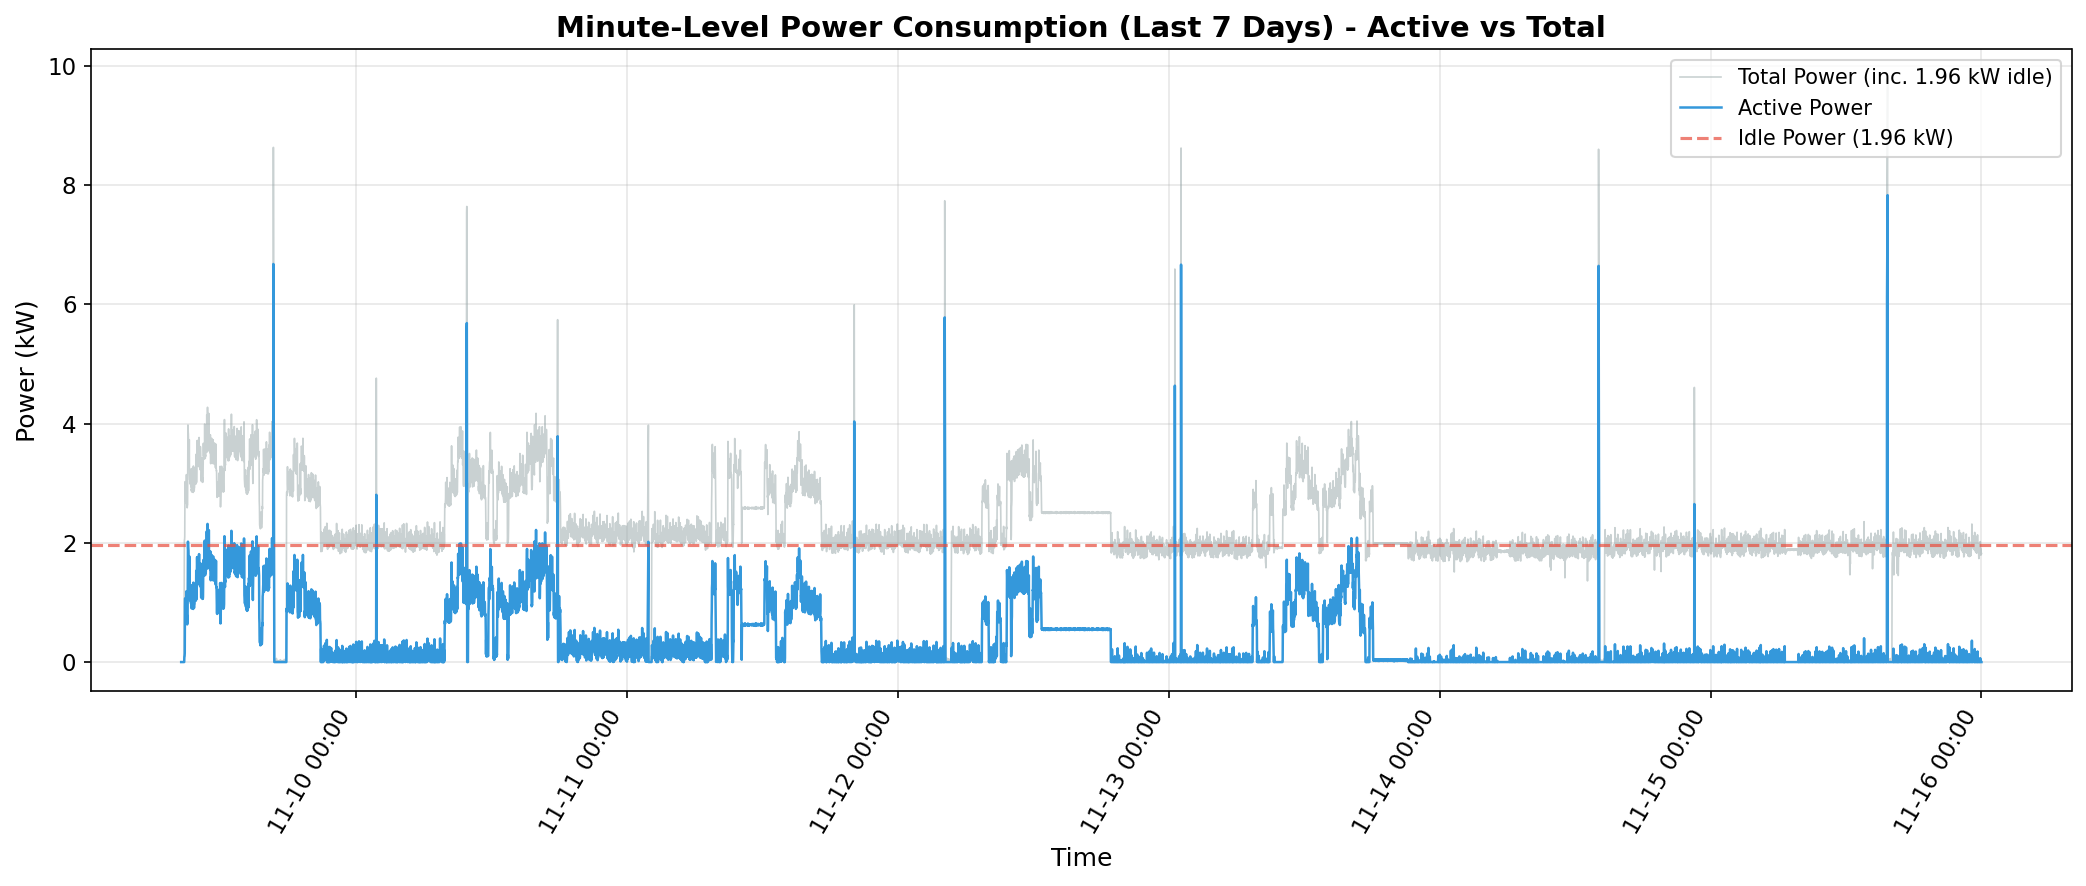 Minute-Level Power Consumption (Last 7 Days) - Active vs Total
10
8
6
4
2
0
Power (kW)
Total Power (inc. 1.96 kW idle)
Active Power
Idle Power (1.96 kW)
11-10 00:00
11-11 00:00
11-12 00:00
11-13 00:00
11-14 00:00
11-15 00:00
11-16 00:00
Time